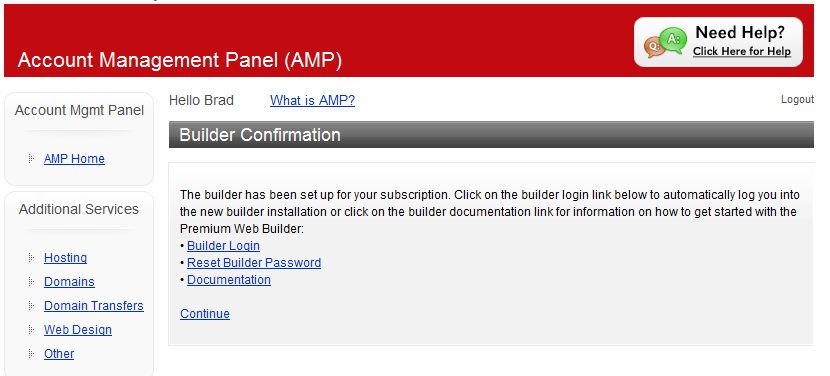 Account Management Panel (AMP)
Q:
A:
Need Help?
Click Here for Help
Account Mgmt Panel
AMP Home
Additional Services
Hosting
Domains
Domain Transfers
Web Design
Other
Hello Brad
What is AMP?
Logout
Builder Confirmation
The builder has been set up for your subscription. Click on the builder login link below to automatically log you into
the new builder installation or click on the builder documentation link for information on how to get started with the
Premium Web Builder:
• Builder Login
• Reset Builder Password
• Documentation
Continue